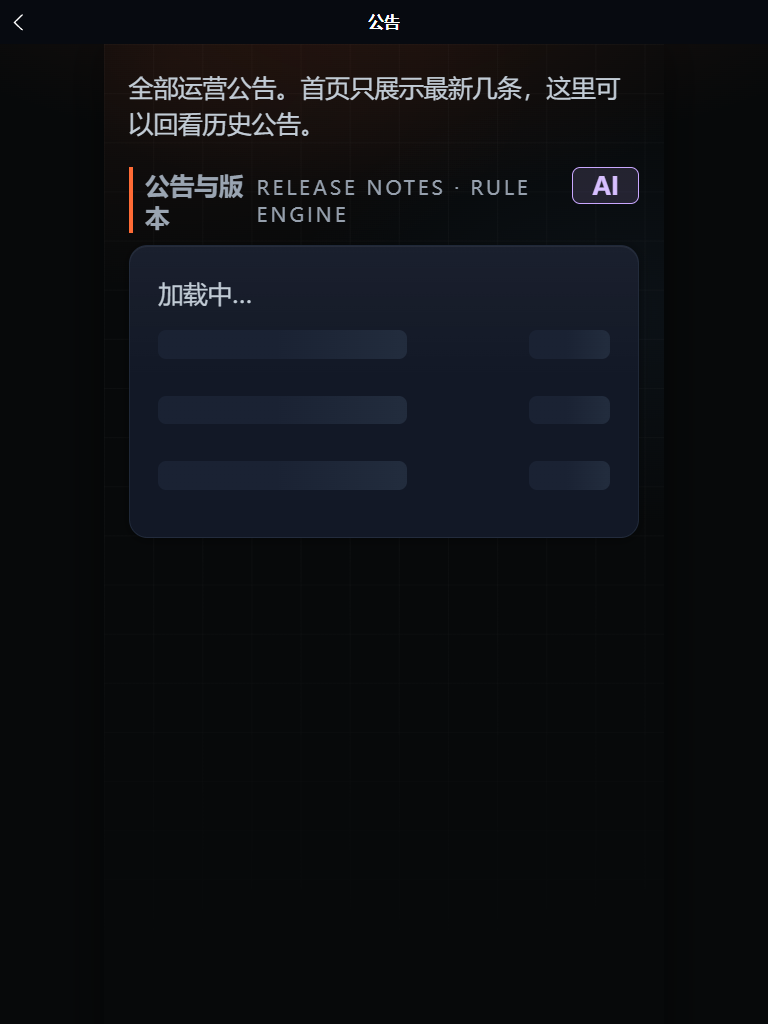 公告
全部运营公告。首页只展示最新几条，这里可
以回看历史公告。
公告与版
本
RELEASE NOTES · RULE
ENGINE
AI
加载中...